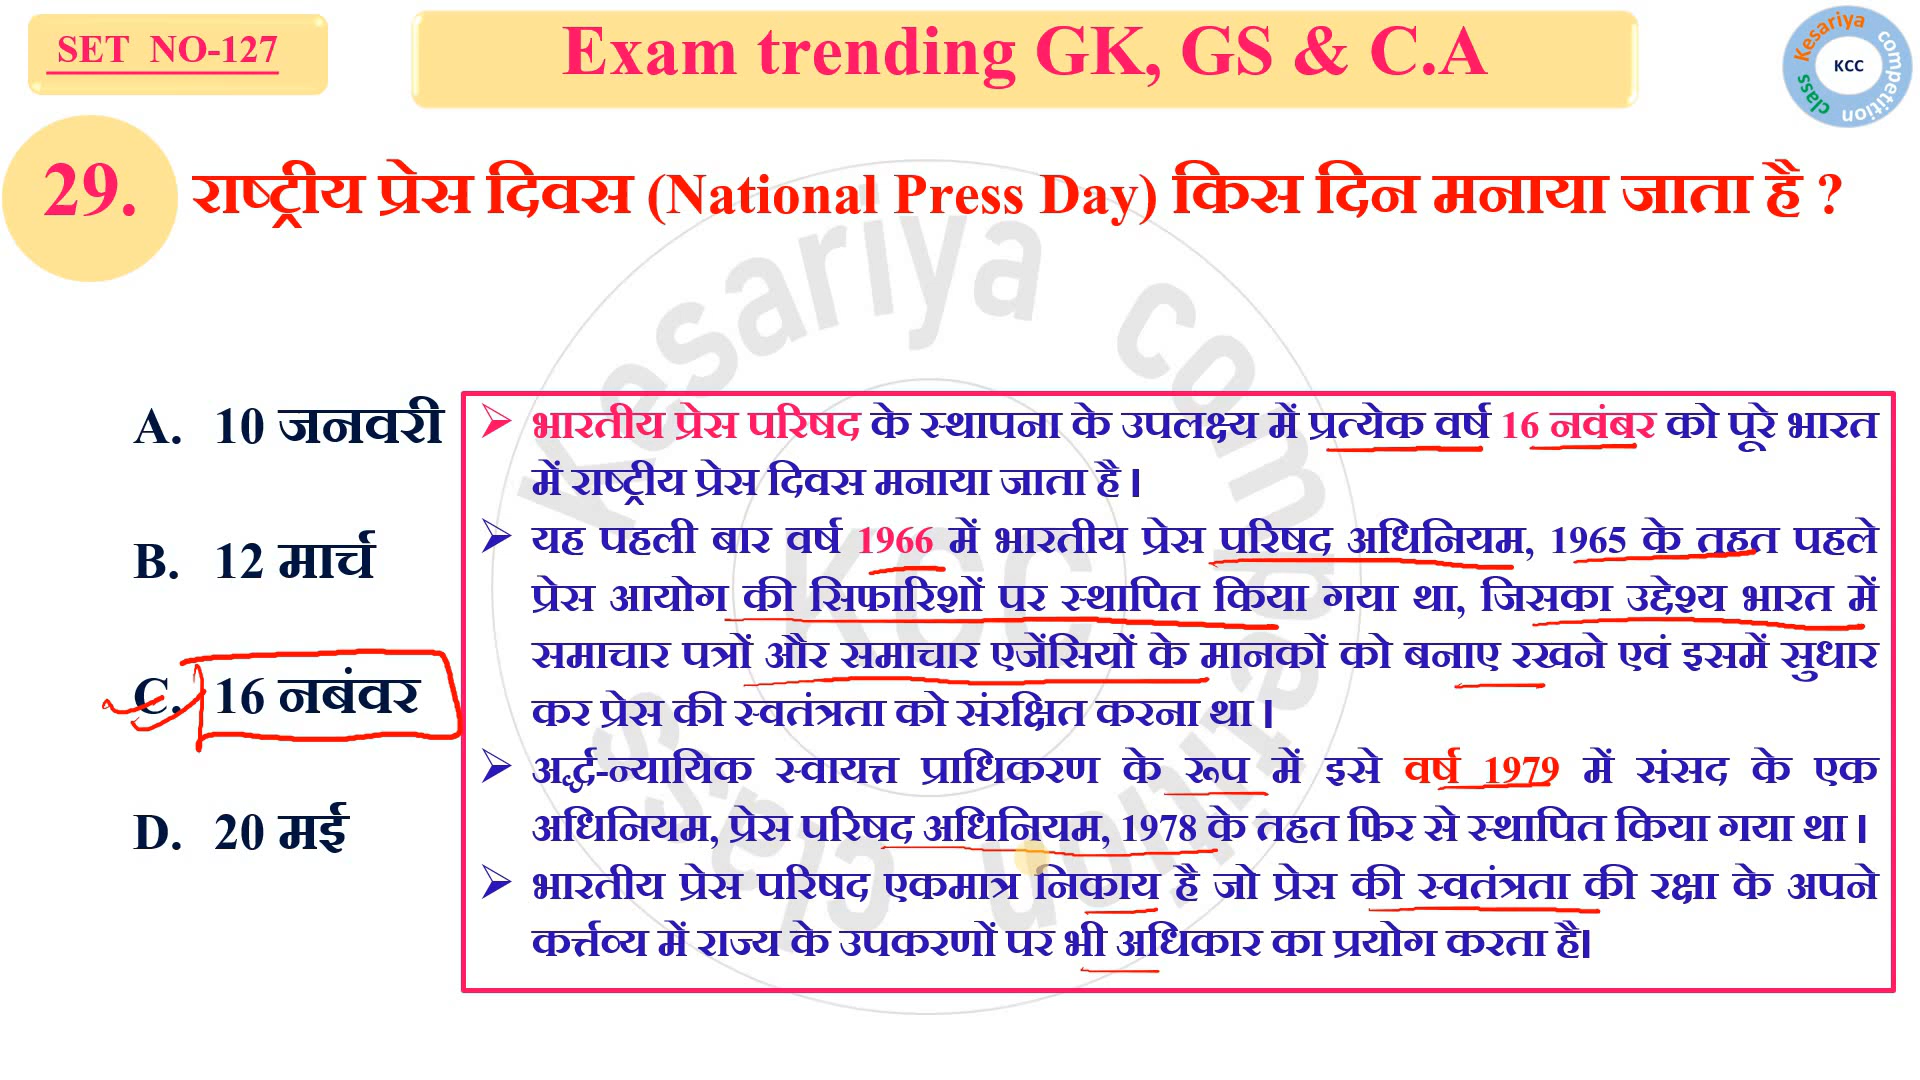 SET NO-127
Exam trending GK, GS & C.A
Kesariya competition class
KCC
29. राष्ट्रीय प्रेस दिवस (National Press Day) किस दिन मनाया जाता है ?
A. 10 जनवरी
B. 12 मार्च
C. 16 नबंवर
D. 20 मई
➢ भारतीय प्रेस परिषद के स्थापना के उपलक्ष्य में प्रत्येक वर्ष 16 नवंबर को पूरे भारत
में राष्ट्रीय प्रेस दिवस मनाया जाता है ।
➢ यह पहली बार वर्ष 1966 में भारतीय प्रेस परिषद अधिनियम, 1965 के तहत पहले
प्रेस आयोग की सिफारिशों पर स्थापित किया गया था, जिसका उद्देश्य भारत में
समाचार पत्रों और समाचार एजेंसियों के मानकों को बनाए रखने एवं इसमें सुधार
कर प्रेस की स्वतंत्रता को संरक्षित करना था ।
➢ अर्द्ध-न्यायिक स्वायत्त प्राधिकरण के रूप में इसे वर्ष 1979 में संसद के एक
अधिनियम, प्रेस परिषद अधिनियम, 1978 के तहत फिर से स्थापित किया गया था ।
➢ भारतीय प्रेस परिषद एकमात्र निकाय है जो प्रेस की स्वतंत्रता की रक्षा के अपने
कर्त्तव्य में राज्य के उपकरणों पर भी अधिकार का प्रयोग करता है।
Kesariya competition class
KCC